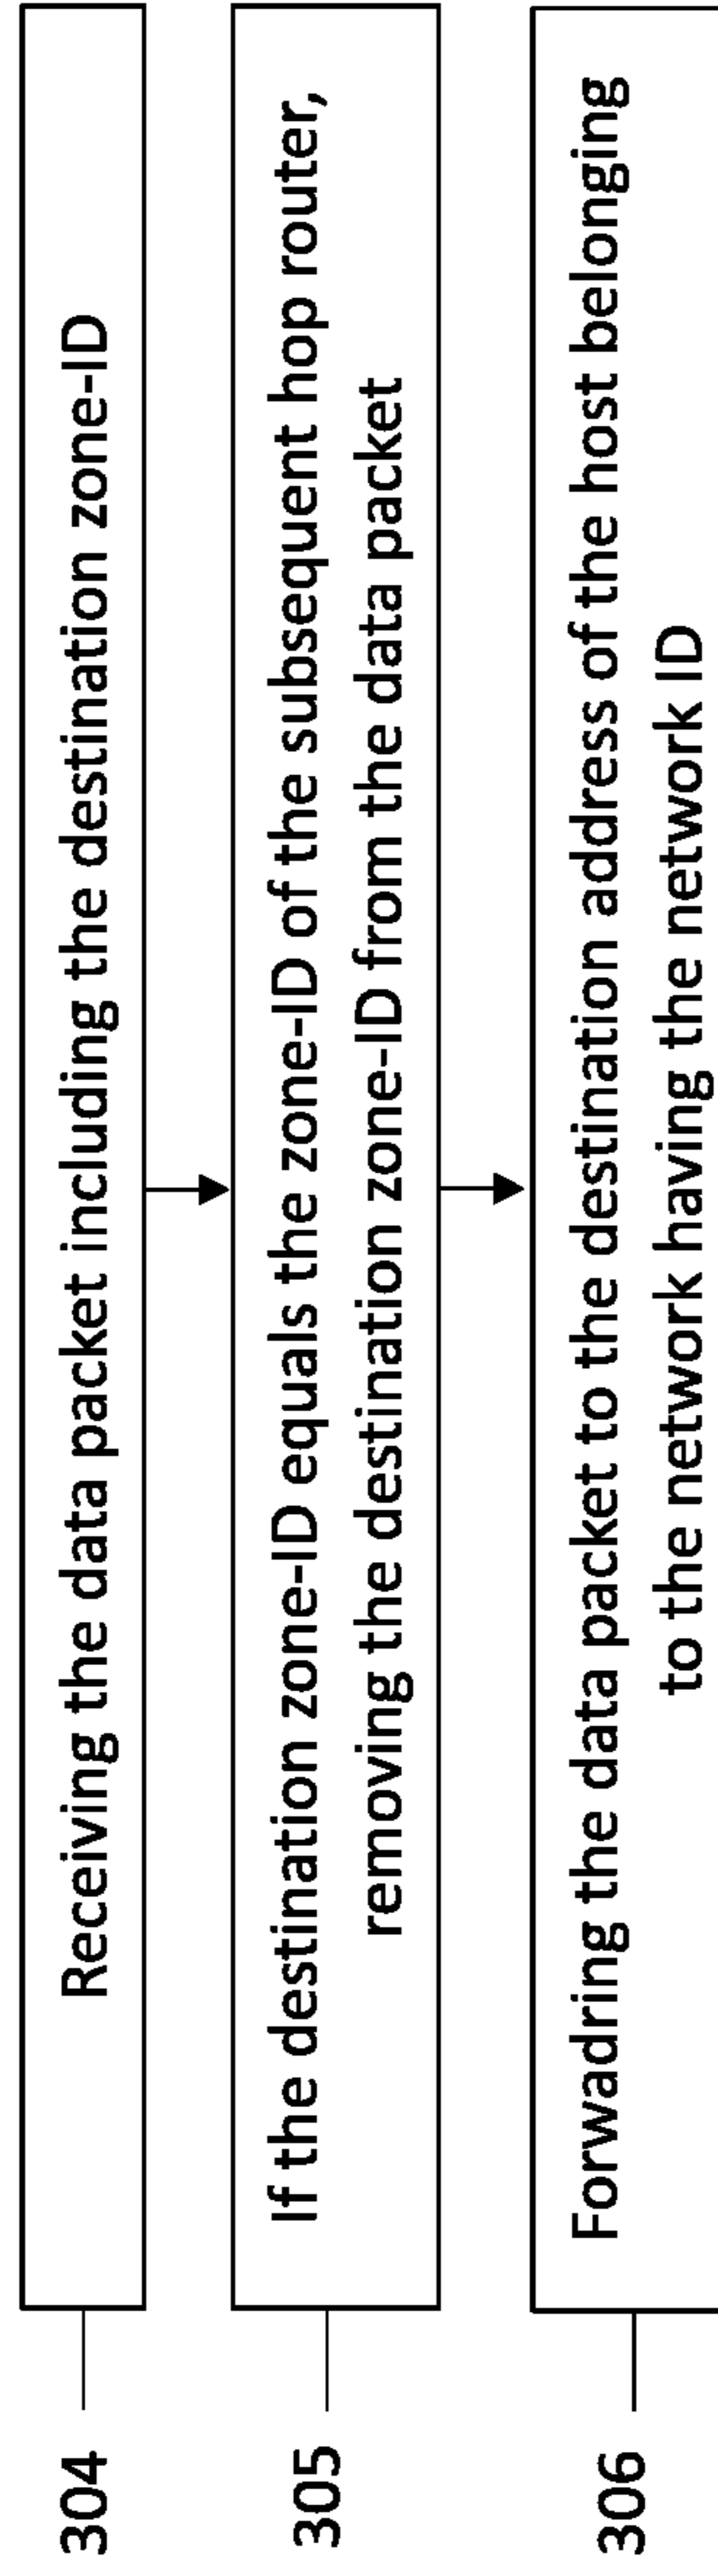 304
Receiving the data packet including the destination zone-ID
305
If the destination zone-ID equals the zone-ID of the subsequent hop router,
removing the destination zone-ID from the data packet
306
Forwadring the data packet to the destination address of the host belonging
to the network having the network ID